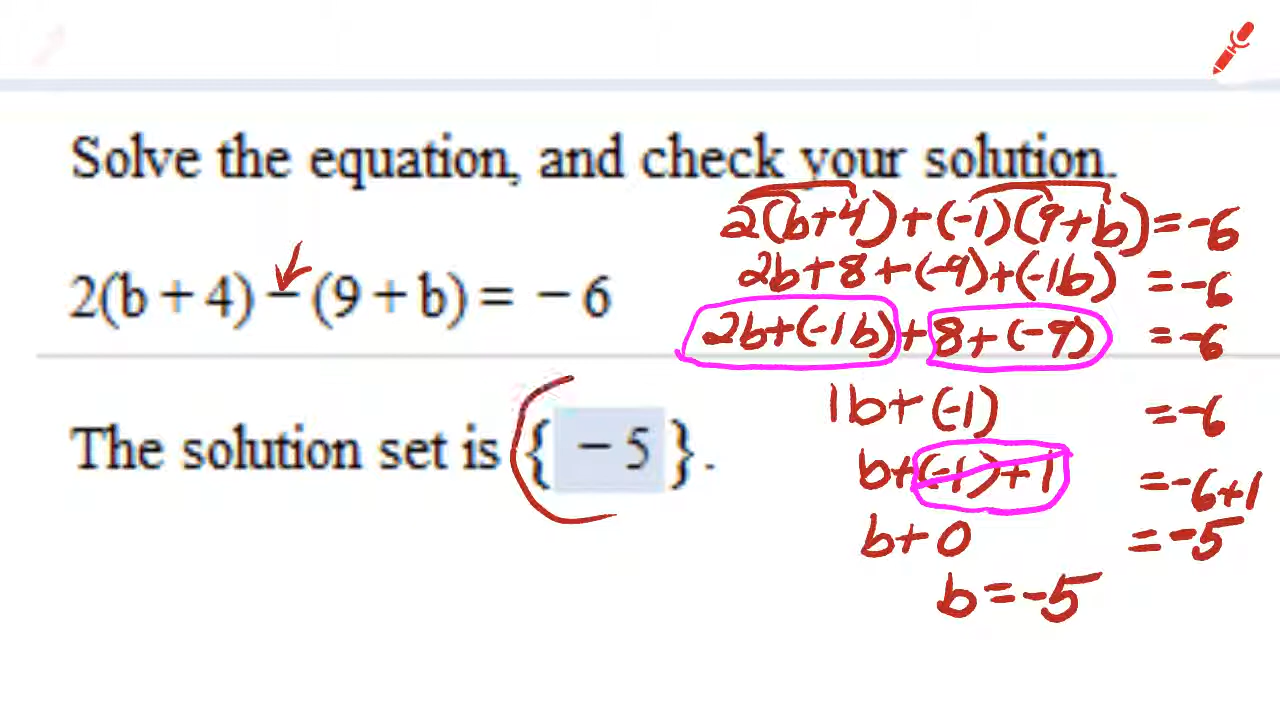 Solve the equation, and check your solution.
2(b + 4) − (9 + b) = − 6
The solution set is { − 5 }.
2(b+4)+(-1)(9+b)=-6
2b+8+(-9)+(-1b) =-6
2b+(-1b)+8+(-9) =-6
1b+(-1) =-6
b+(-1)+1 =-6+1
b+0 =-5
b=-5